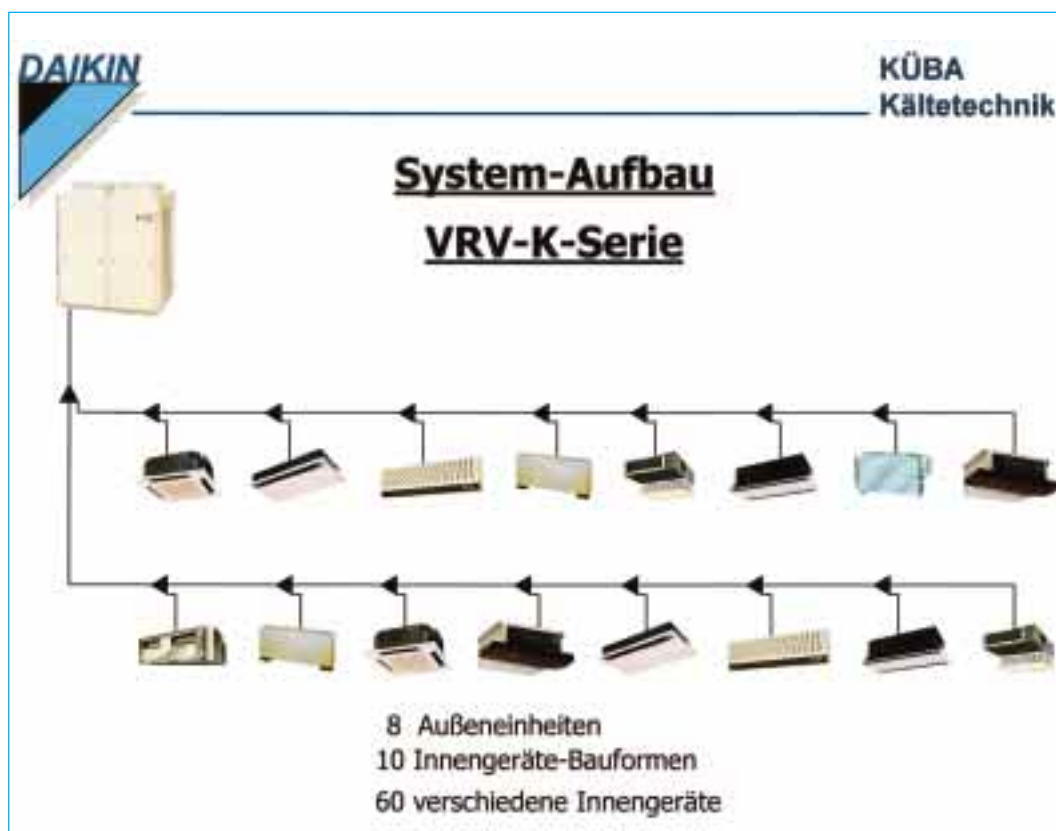 DAIKIN
KÜBA
Kältetechnik
System-Aufbau
VRV-K-Serie
8 Außeneinheiten
10 Innengeräte-Bauformen
60 verschiedene Innengeräte